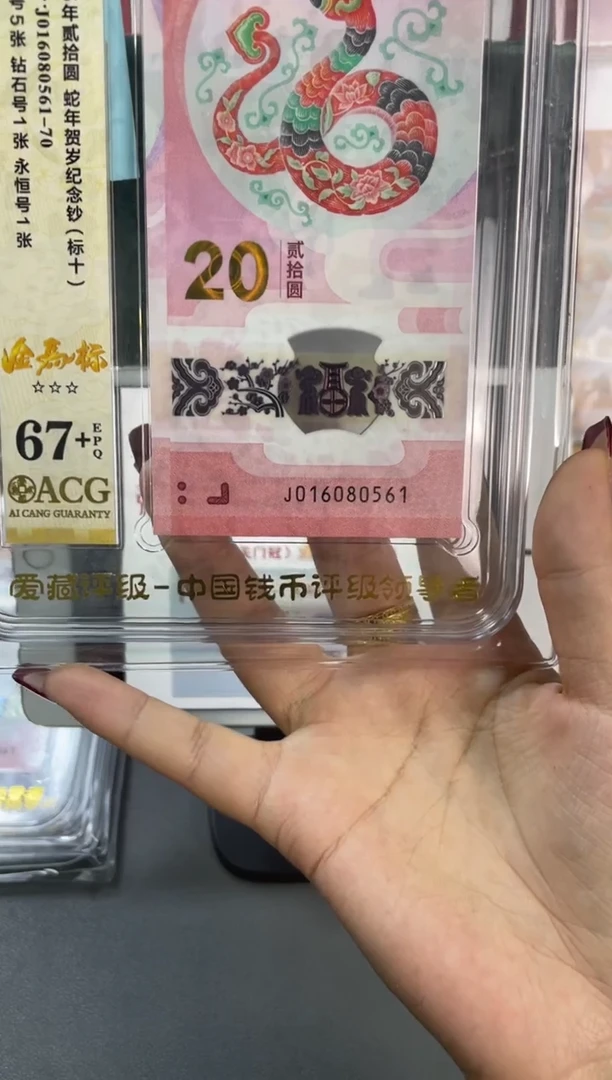 年贰拾圆 蛇年贺岁纪念钞（标十）
J016080561-70
号5张 钻石号1张 永恒号1张
☆☆☆
67+
EPQ
ACG
AI CANG GUARANTY
20
贰拾圆
J016080561
爱藏评级-中国钱币评级领导者